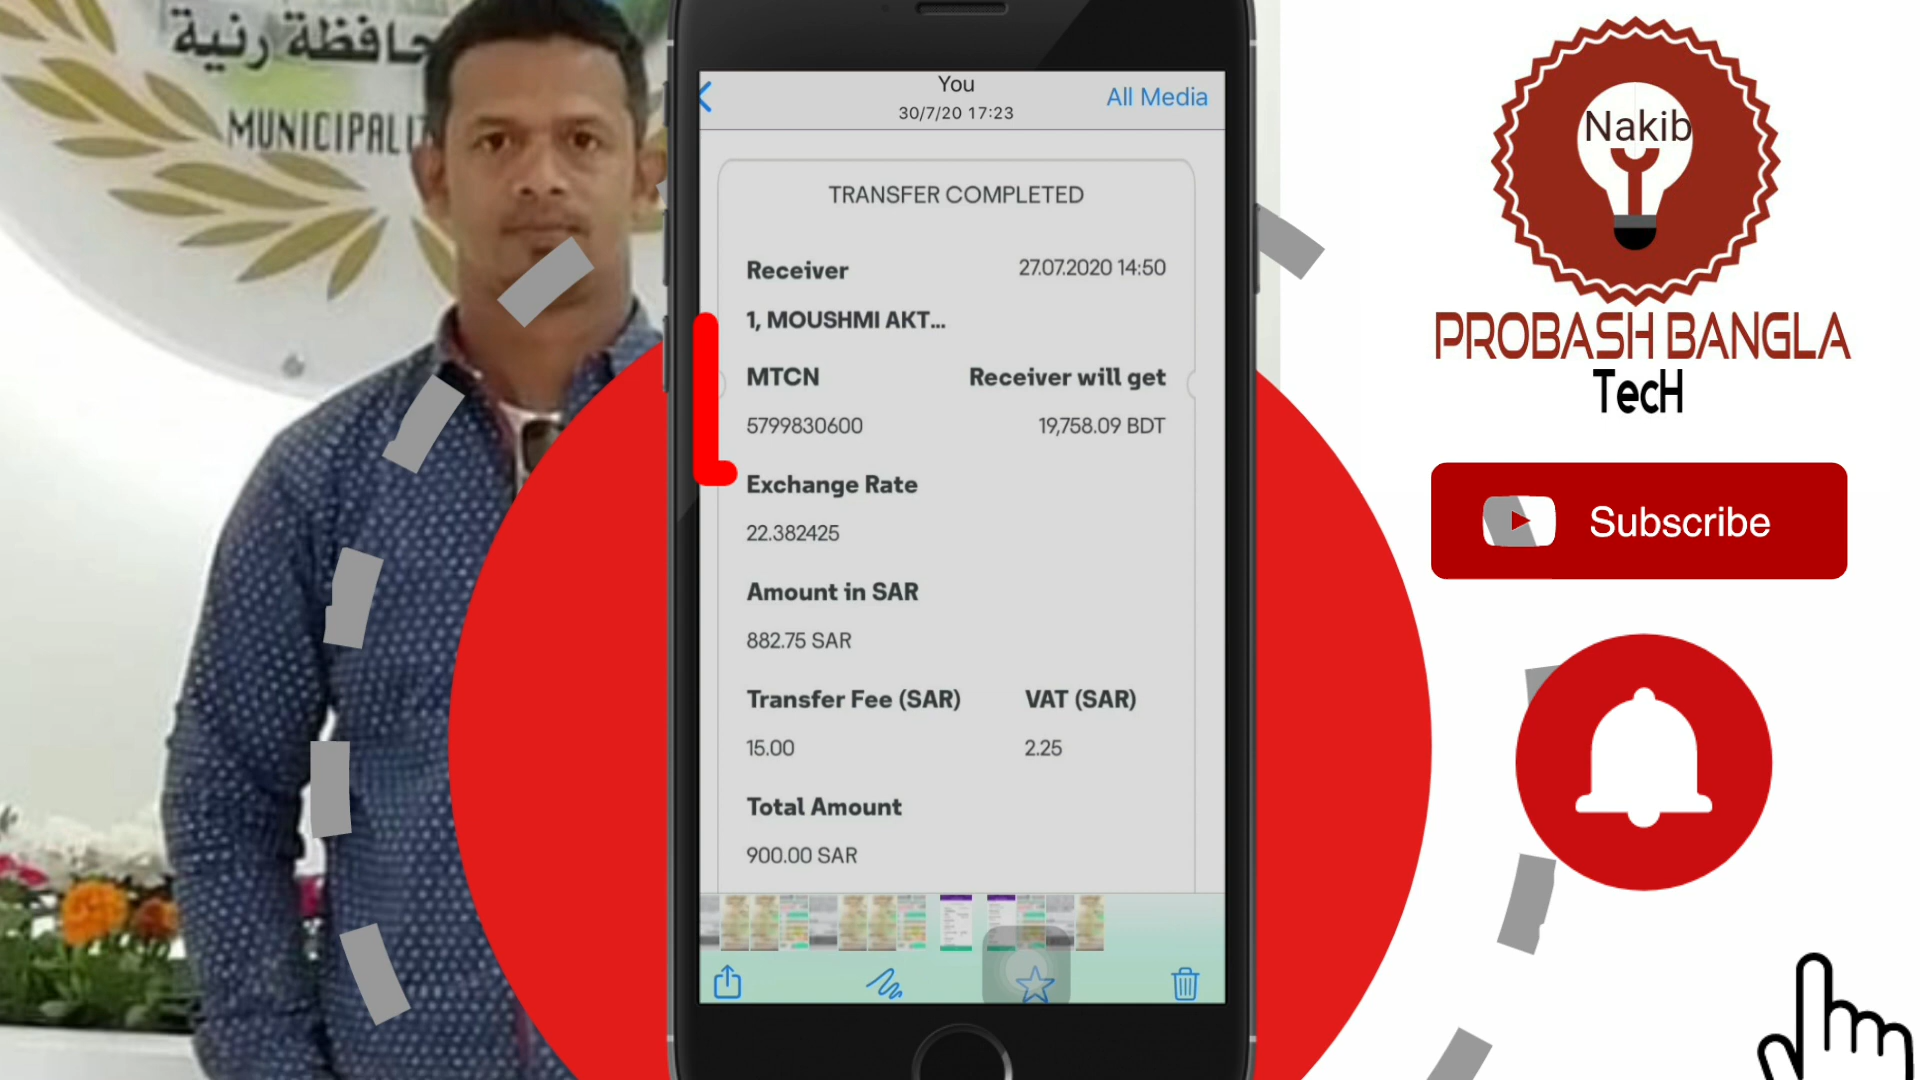 حافظة رنية
MUNICIPALI
You
30/7/20 17:23
All Media
TRANSFER COMPLETED
Receiver
27.07.2020 14:50
1, MOUSHMI AKT...
MTCN
Receiver will get
5799830600
19,758.09 BDT
Exchange Rate
22.382425
Amount in SAR
882.75 SAR
Transfer Fee (SAR)
VAT (SAR)
15.00
2.25
Total Amount
900.00 SAR
Nakib
PROBASH BANGLA
TecH
Subscribe